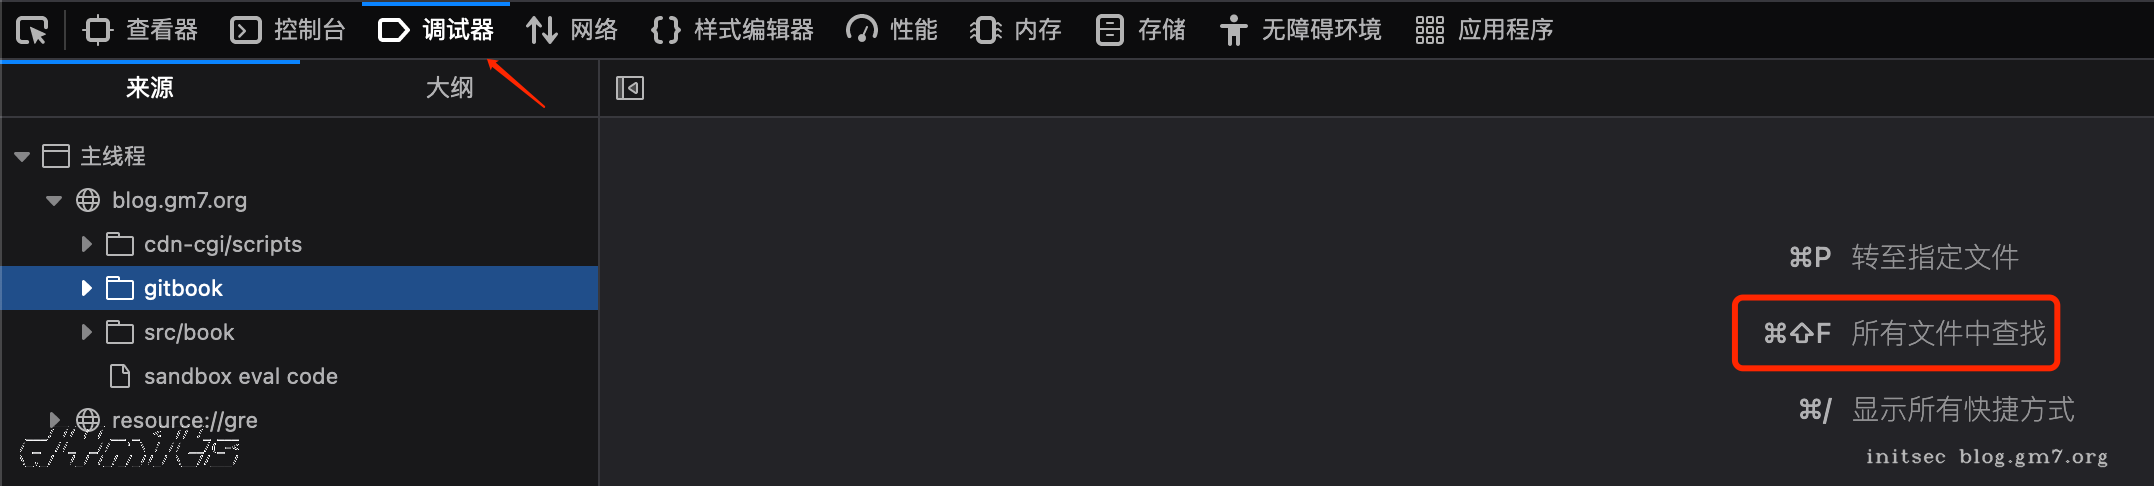 查看器 控制台 调试器 网络 {} 样式编辑器 性能 内存 存储 无障碍环境 应用程序
来源 大纲
主线程
blog.gm7.org
cdn-cgi/scripts
gitbook
src/book
sandbox eval code
resource://gre
⌘P 转至指定文件
⌘⇧F 所有文件中查找
⌘/ 显示所有快捷方式
initsec blog.gm7.org